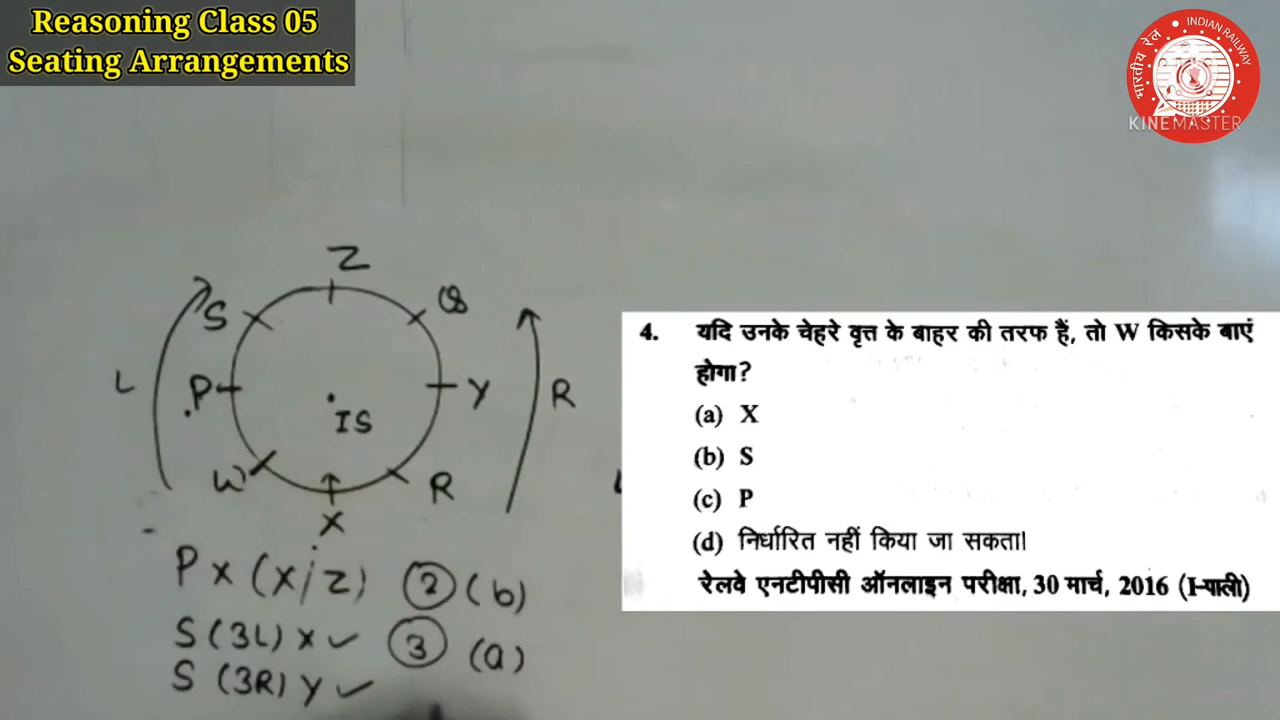 Reasoning Class 05
Seating Arrangements
भारतीय रेल
INDIAN RAILWAY
KINEMASTER
Z
S
Q
L
P
Y
R
IS
W
R
X
P x (X/Z) ② (b)
S (3L) X ✓ ③ (a)
S (3R) Y ✓
4. यदि उनके चेहरे वृत्त के बाहर की तरफ हैं, तो W किसके बाएं
होगा?
(a) X
(b) S
(c) P
(d) निर्धारित नहीं किया जा सकता।
रेलवे एनटीपीसी ऑनलाइन परीक्षा, 30 मार्च, 2016 (I-पाली)